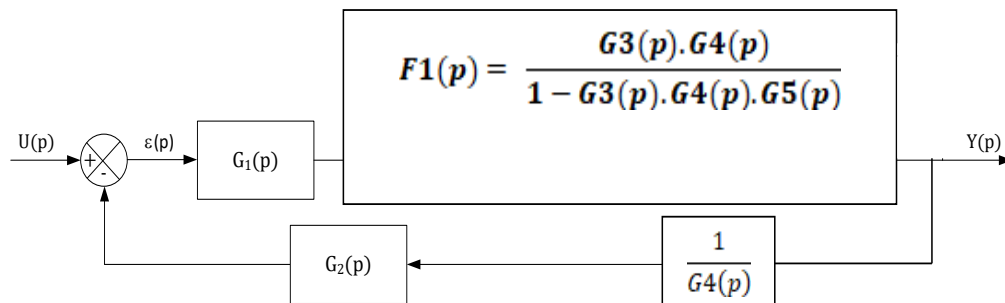 F1(p) = G3(p).G4(p) / 1 − G3(p).G4(p).G5(p)
U(p)
+
-
ε(p)
G₁(p)
Y(p)
G₂(p)
1 / G4(p)